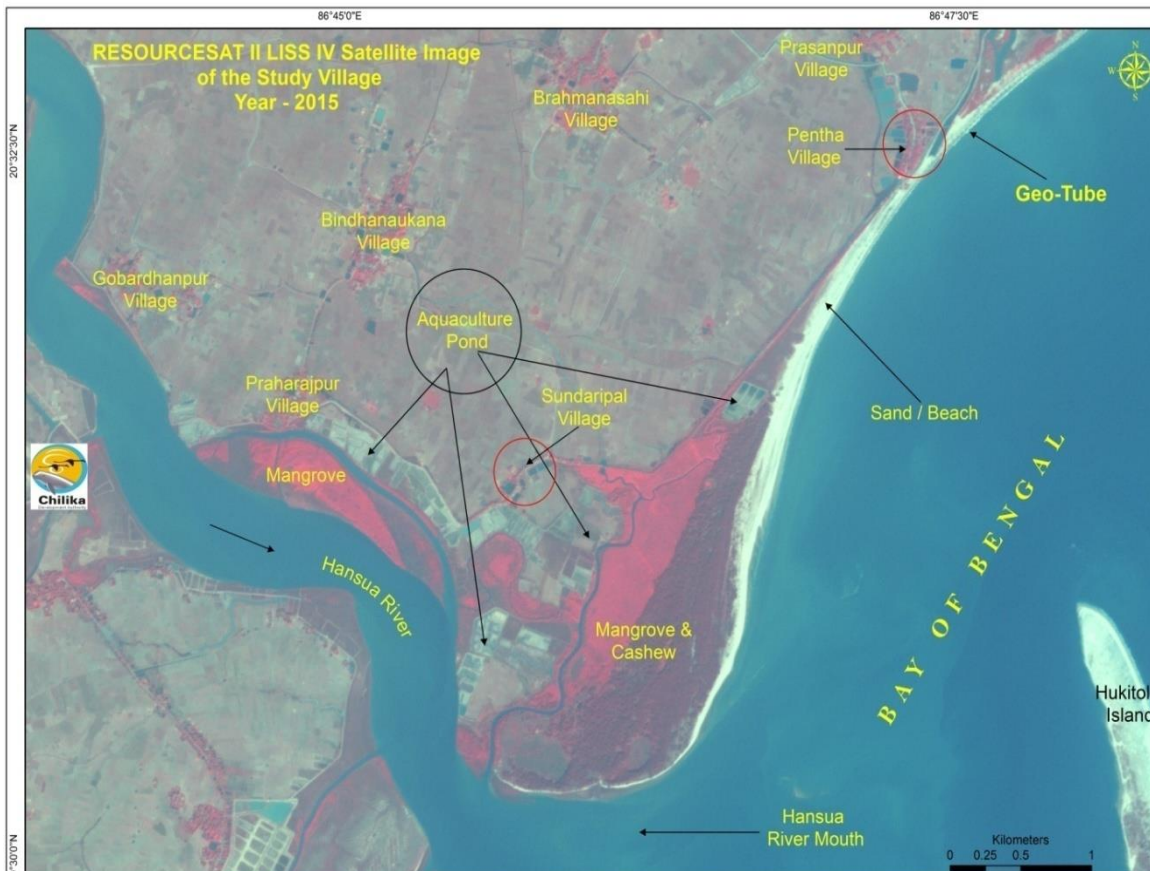 86°45'0"E
86°47'30"E
RESOURCESAT II LISS IV Satellite Image
of the Study Village
Year - 2015
Prasanpur
Village
N
W
S
Brahmanasahi
Village
Pentha
Village
20°32'30"N
Geo-Tube
Bindhanaukana
Village
Gobardhanpur
Village
Aquaculture
Pond
Praharajpur
Village
Sundaripal
Village
Sand / Beach
Mangrove
Chilika
Hansua River
Mangrove &
Cashew
BAY OF BENGAL
Hukitol
Island
Hansua
River Mouth
°30'0"N
Kilometers
0 0.25 0.5 1